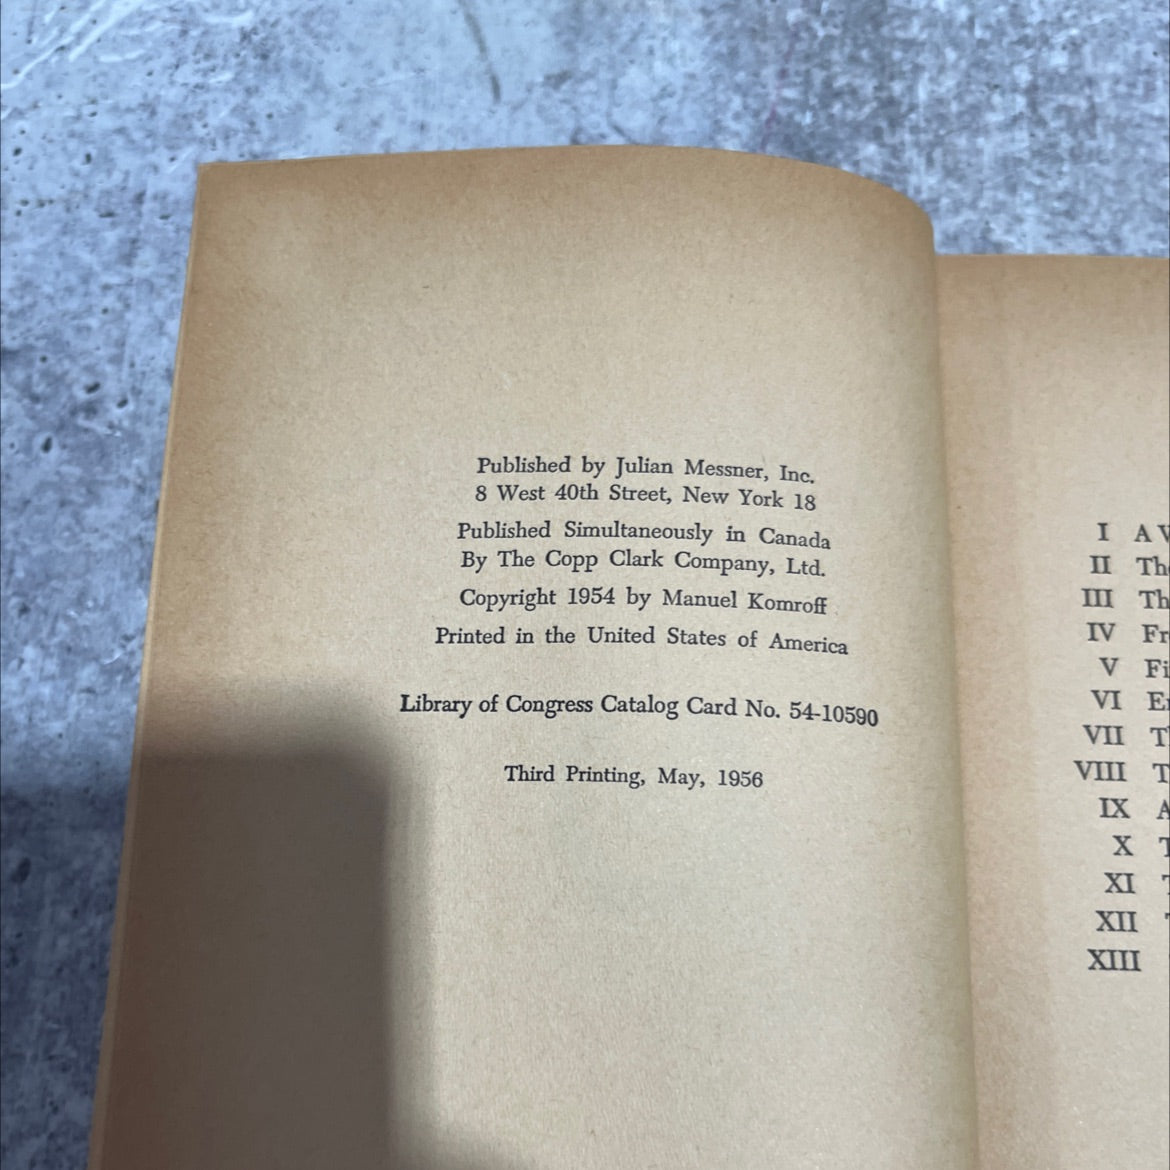 Published by Julian Messner, Inc.
8 West 40th Street, New York 18
Published Simultaneously in Canada
By The Copp Clark Company, Ltd.
Copyright 1954 by Manuel Komroff
Printed in the United States of America
Library of Congress Catalog Card No. 54-10590
Third Printing, May, 1956
I A
II
III
IV
V
VI
VII
VIII
IX
X
XI
XII
XIII